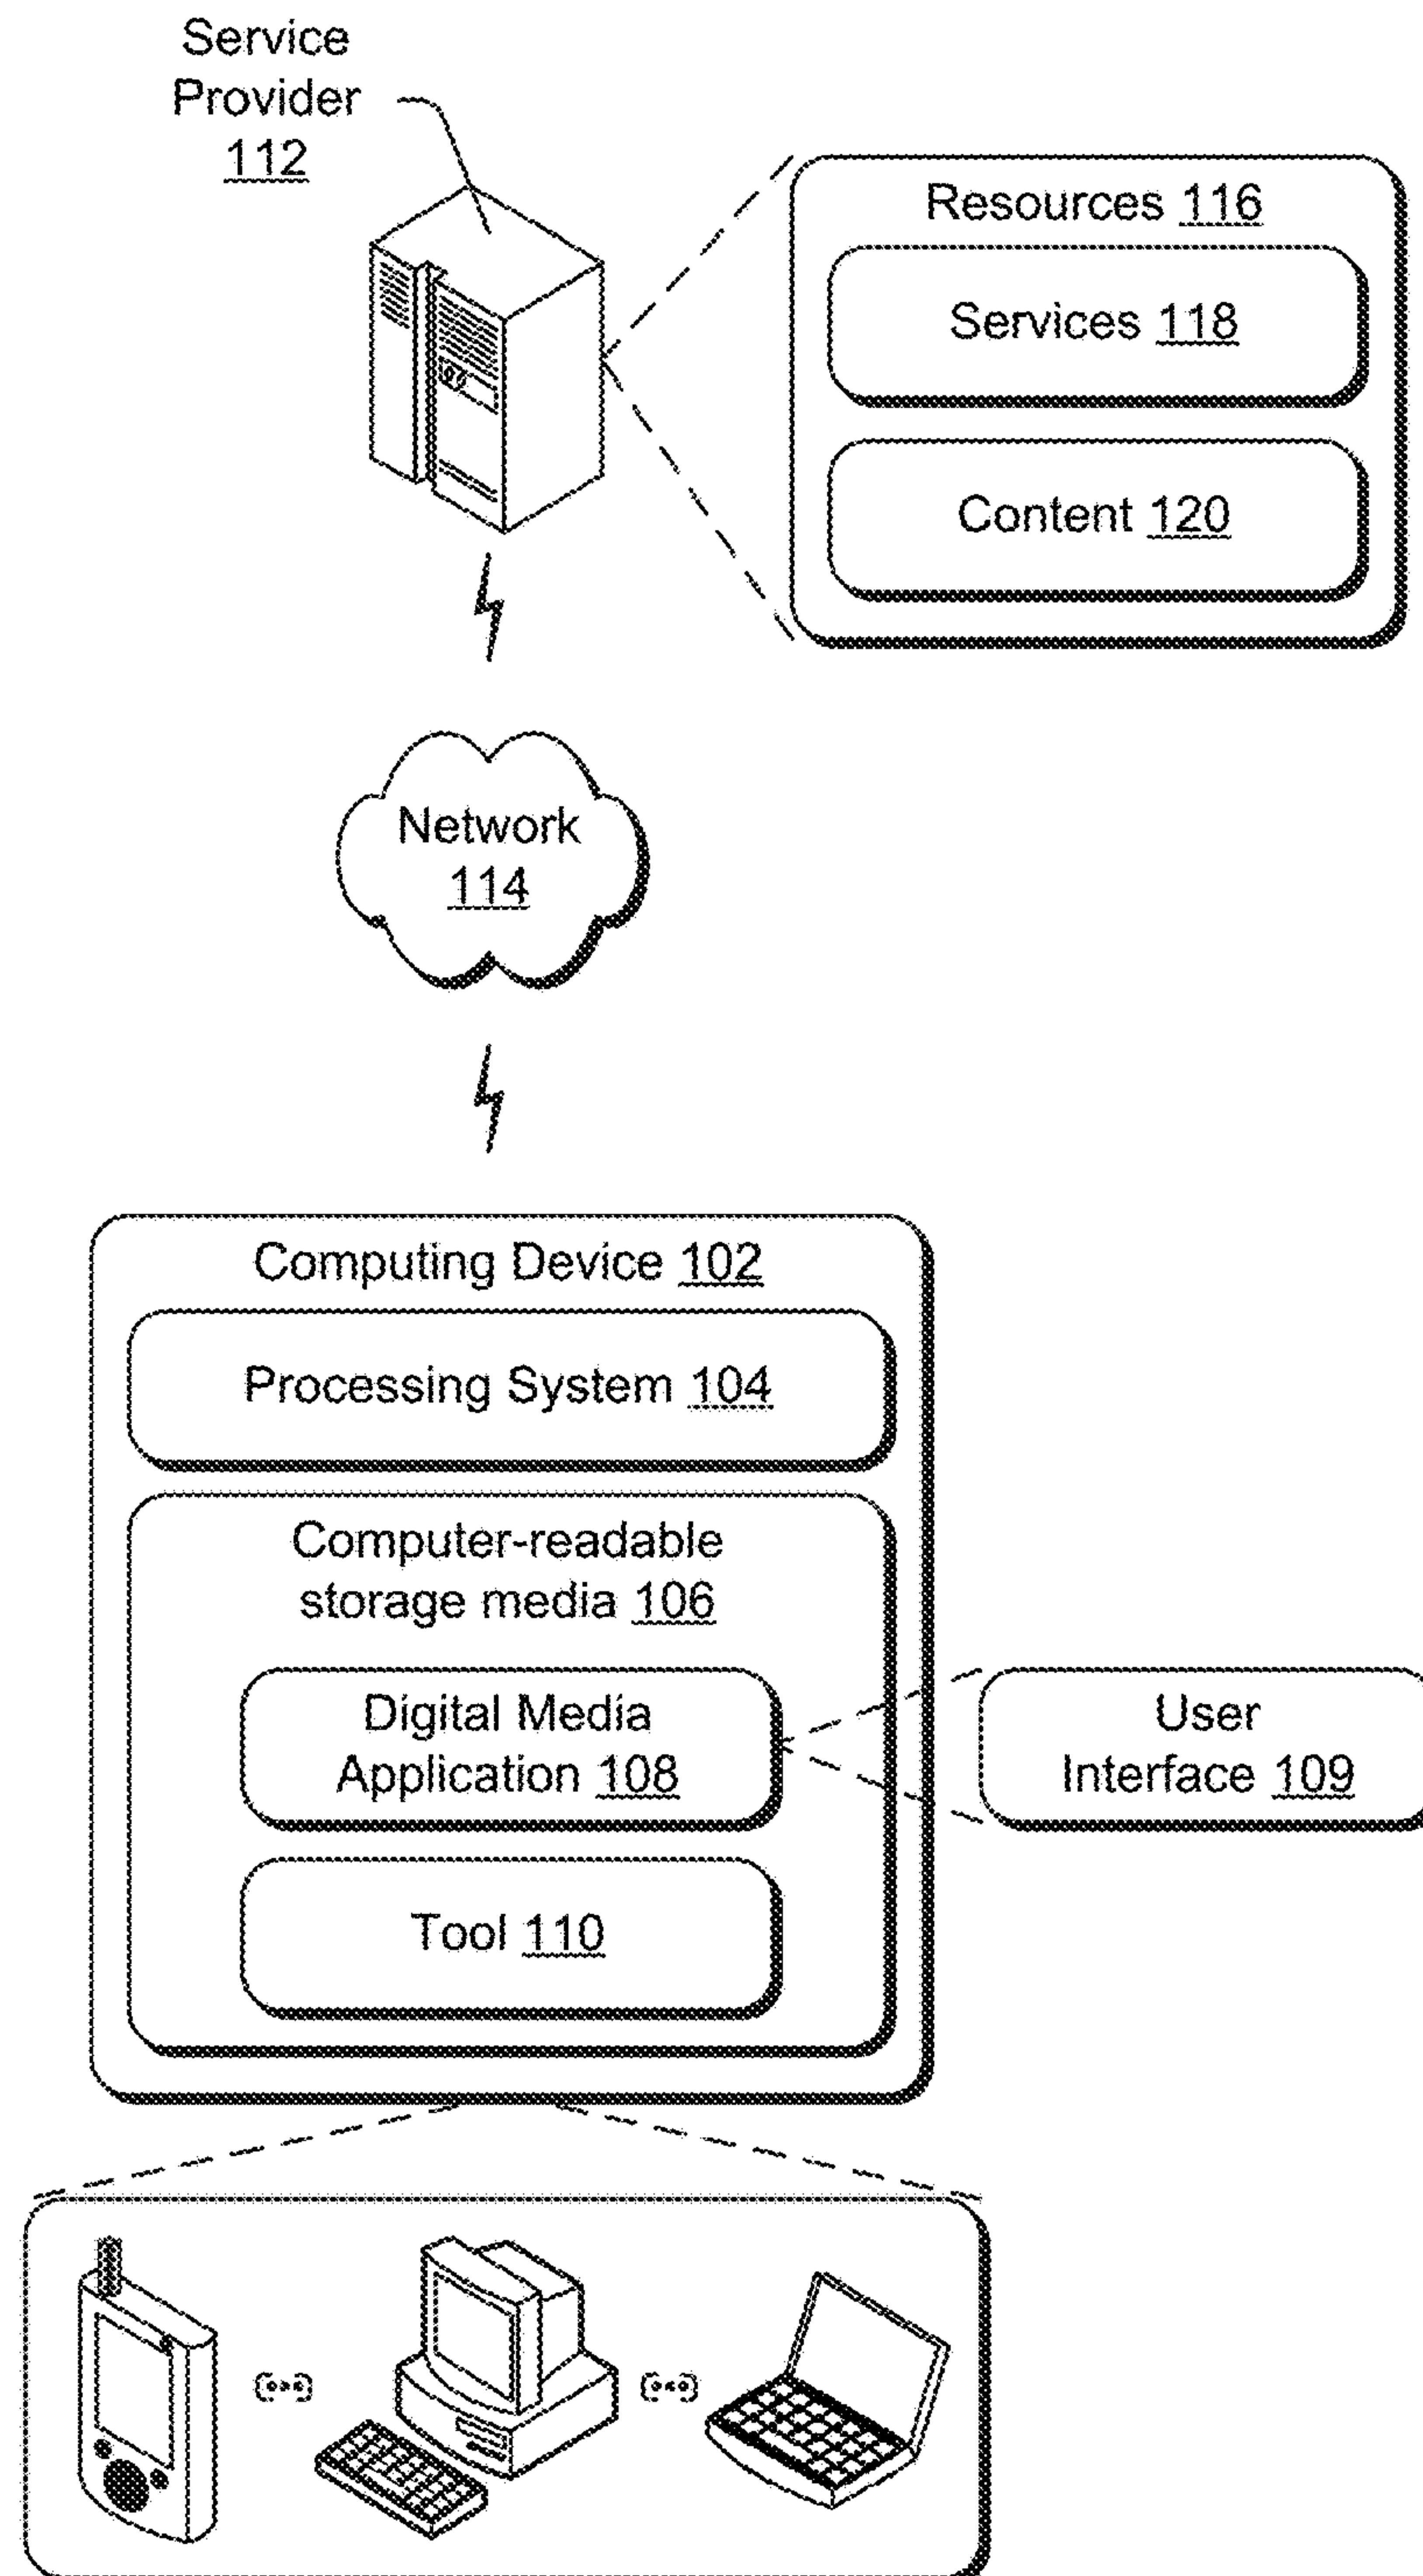 Service
Provider
112
Resources 116
Services 118
Content 120
Network
114
Computing Device 102
Processing System 104
Computer-readable
storage media 106
Digital Media
Application 108
User
Interface 109
Tool 110